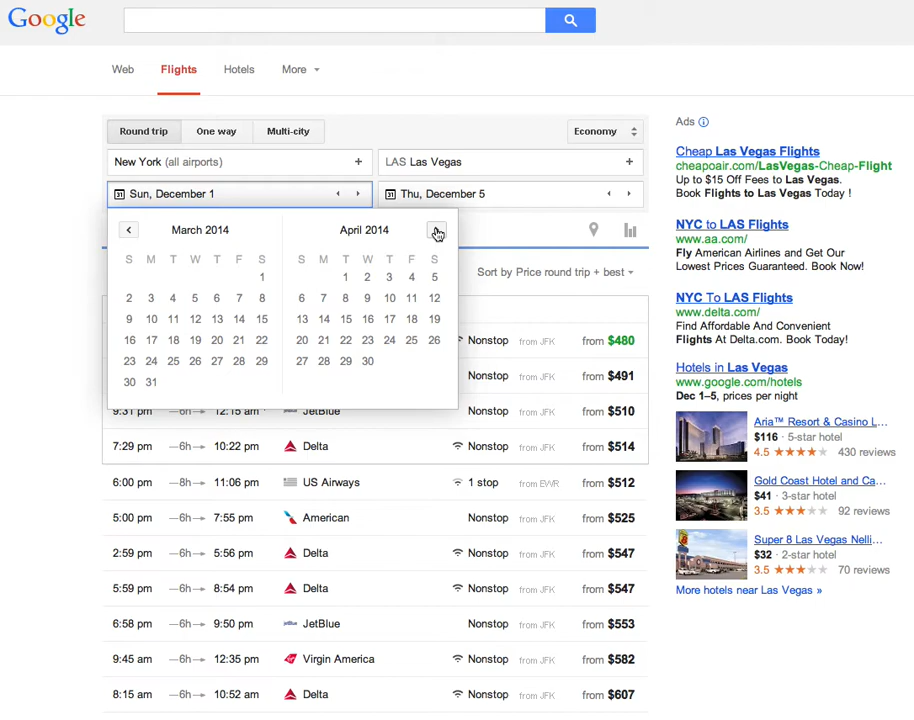 Google
Web Flights Hotels More
Round trip One way Multi-city Economy
New York (all airports) + LAS Las Vegas +
31 Sun, December 1 31 Thu, December 5
March 2014 April 2014
S M T W T F S S M T W T F S
1 1 2 3 4 5
2 3 4 5 6 7 8 6 7 8 9 10 11 12
9 10 11 12 13 14 15 13 14 15 16 17 18 19
16 17 18 19 20 21 22 20 21 22 23 24 25 26
23 24 25 26 27 28 29 27 28 29 30
30 31
Sort by Price round trip + best
Nonstop from JFK from $480
Nonstop from JFK from $491
9:31 pm —6h→ 12:15 am JetBlue Nonstop from JFK from $510
7:29 pm —6h→ 10:22 pm Delta Nonstop from JFK from $514
6:00 pm —8h→ 11:06 pm US Airways 1 stop from EWR from $512
5:00 pm —6h→ 7:55 pm American Nonstop from JFK from $525
2:59 pm —6h→ 5:56 pm Delta Nonstop from JFK from $547
5:59 pm —6h→ 8:54 pm Delta Nonstop from JFK from $547
6:58 pm —6h→ 9:50 pm JetBlue Nonstop from JFK from $553
9:45 am —6h→ 12:35 pm Virgin America Nonstop from JFK from $582
8:15 am —6h→ 10:52 am Delta Nonstop from JFK from $607
Ads
Cheap Las Vegas Flights
cheapoair.com/LasVegas-Cheap-Flight
Up to $15 Off Fees to Las Vegas.
Book Flights to Las Vegas Today !
NYC to LAS Flights
www.aa.com/
Fly American Airlines and Get Our
Lowest Prices Guaranteed. Book Now!
NYC To LAS Flights
www.delta.com/
Find Affordable And Convenient
Flights At Delta.com. Book Today!
Hotels in Las Vegas
www.google.com/hotels
Dec 1–5, prices per night
Aria™ Resort & Casino L...
$116 · 5-star hotel
4.5 ★★★★★ 430 reviews
Gold Coast Hotel and Ca...
$41 · 3-star hotel
3.5 ★★★★★ 92 reviews
Super 8 Las Vegas Nelli...
$32 · 2-star hotel
3.5 ★★★★★ 70 reviews
More hotels near Las Vegas »